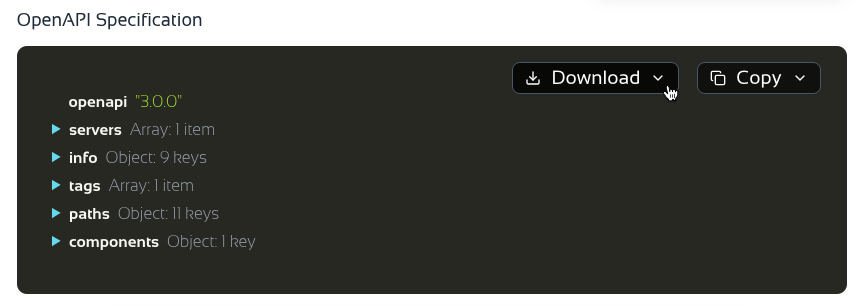 OpenAPI Specification
Download
Copy
openapi "3.0.0"
servers Array: 1 item
info Object: 9 keys
tags Array: 1 item
paths Object: 11 keys
components Object: 1 key